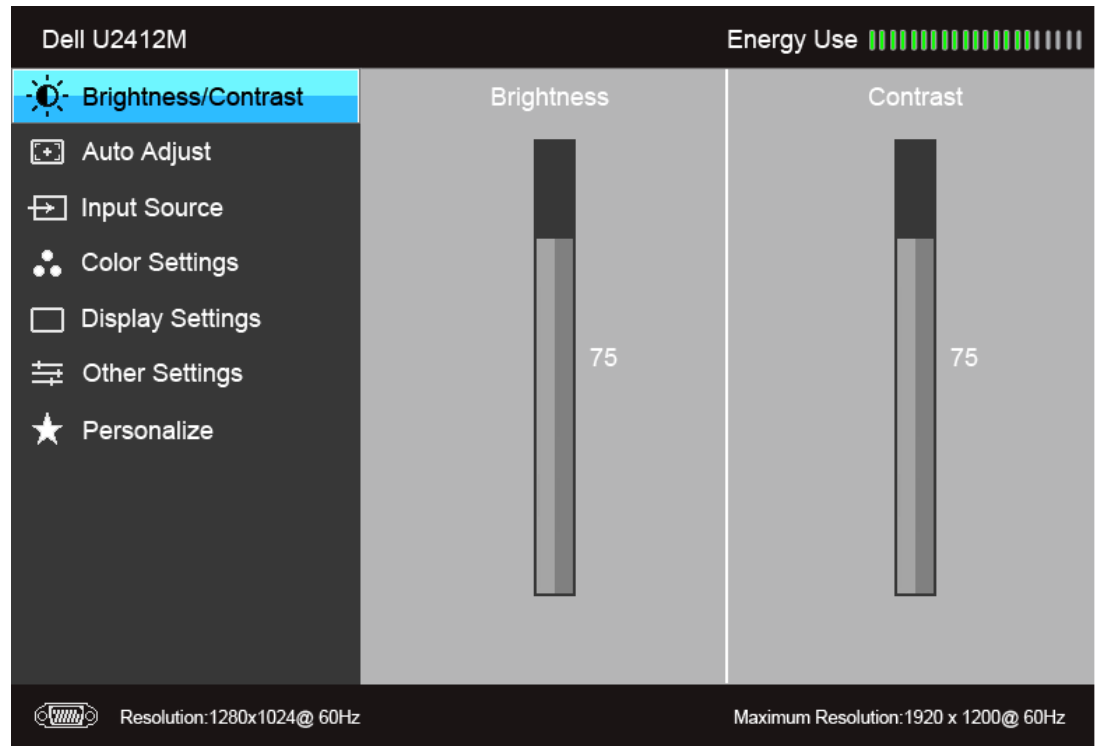 Dell U2412M
Energy Use
Brightness/Contrast
Auto Adjust
Input Source
Color Settings
Display Settings
Other Settings
Personalize
Brightness
75
Contrast
75
Resolution:1280x1024@ 60Hz
Maximum Resolution:1920 x 1200@ 60Hz